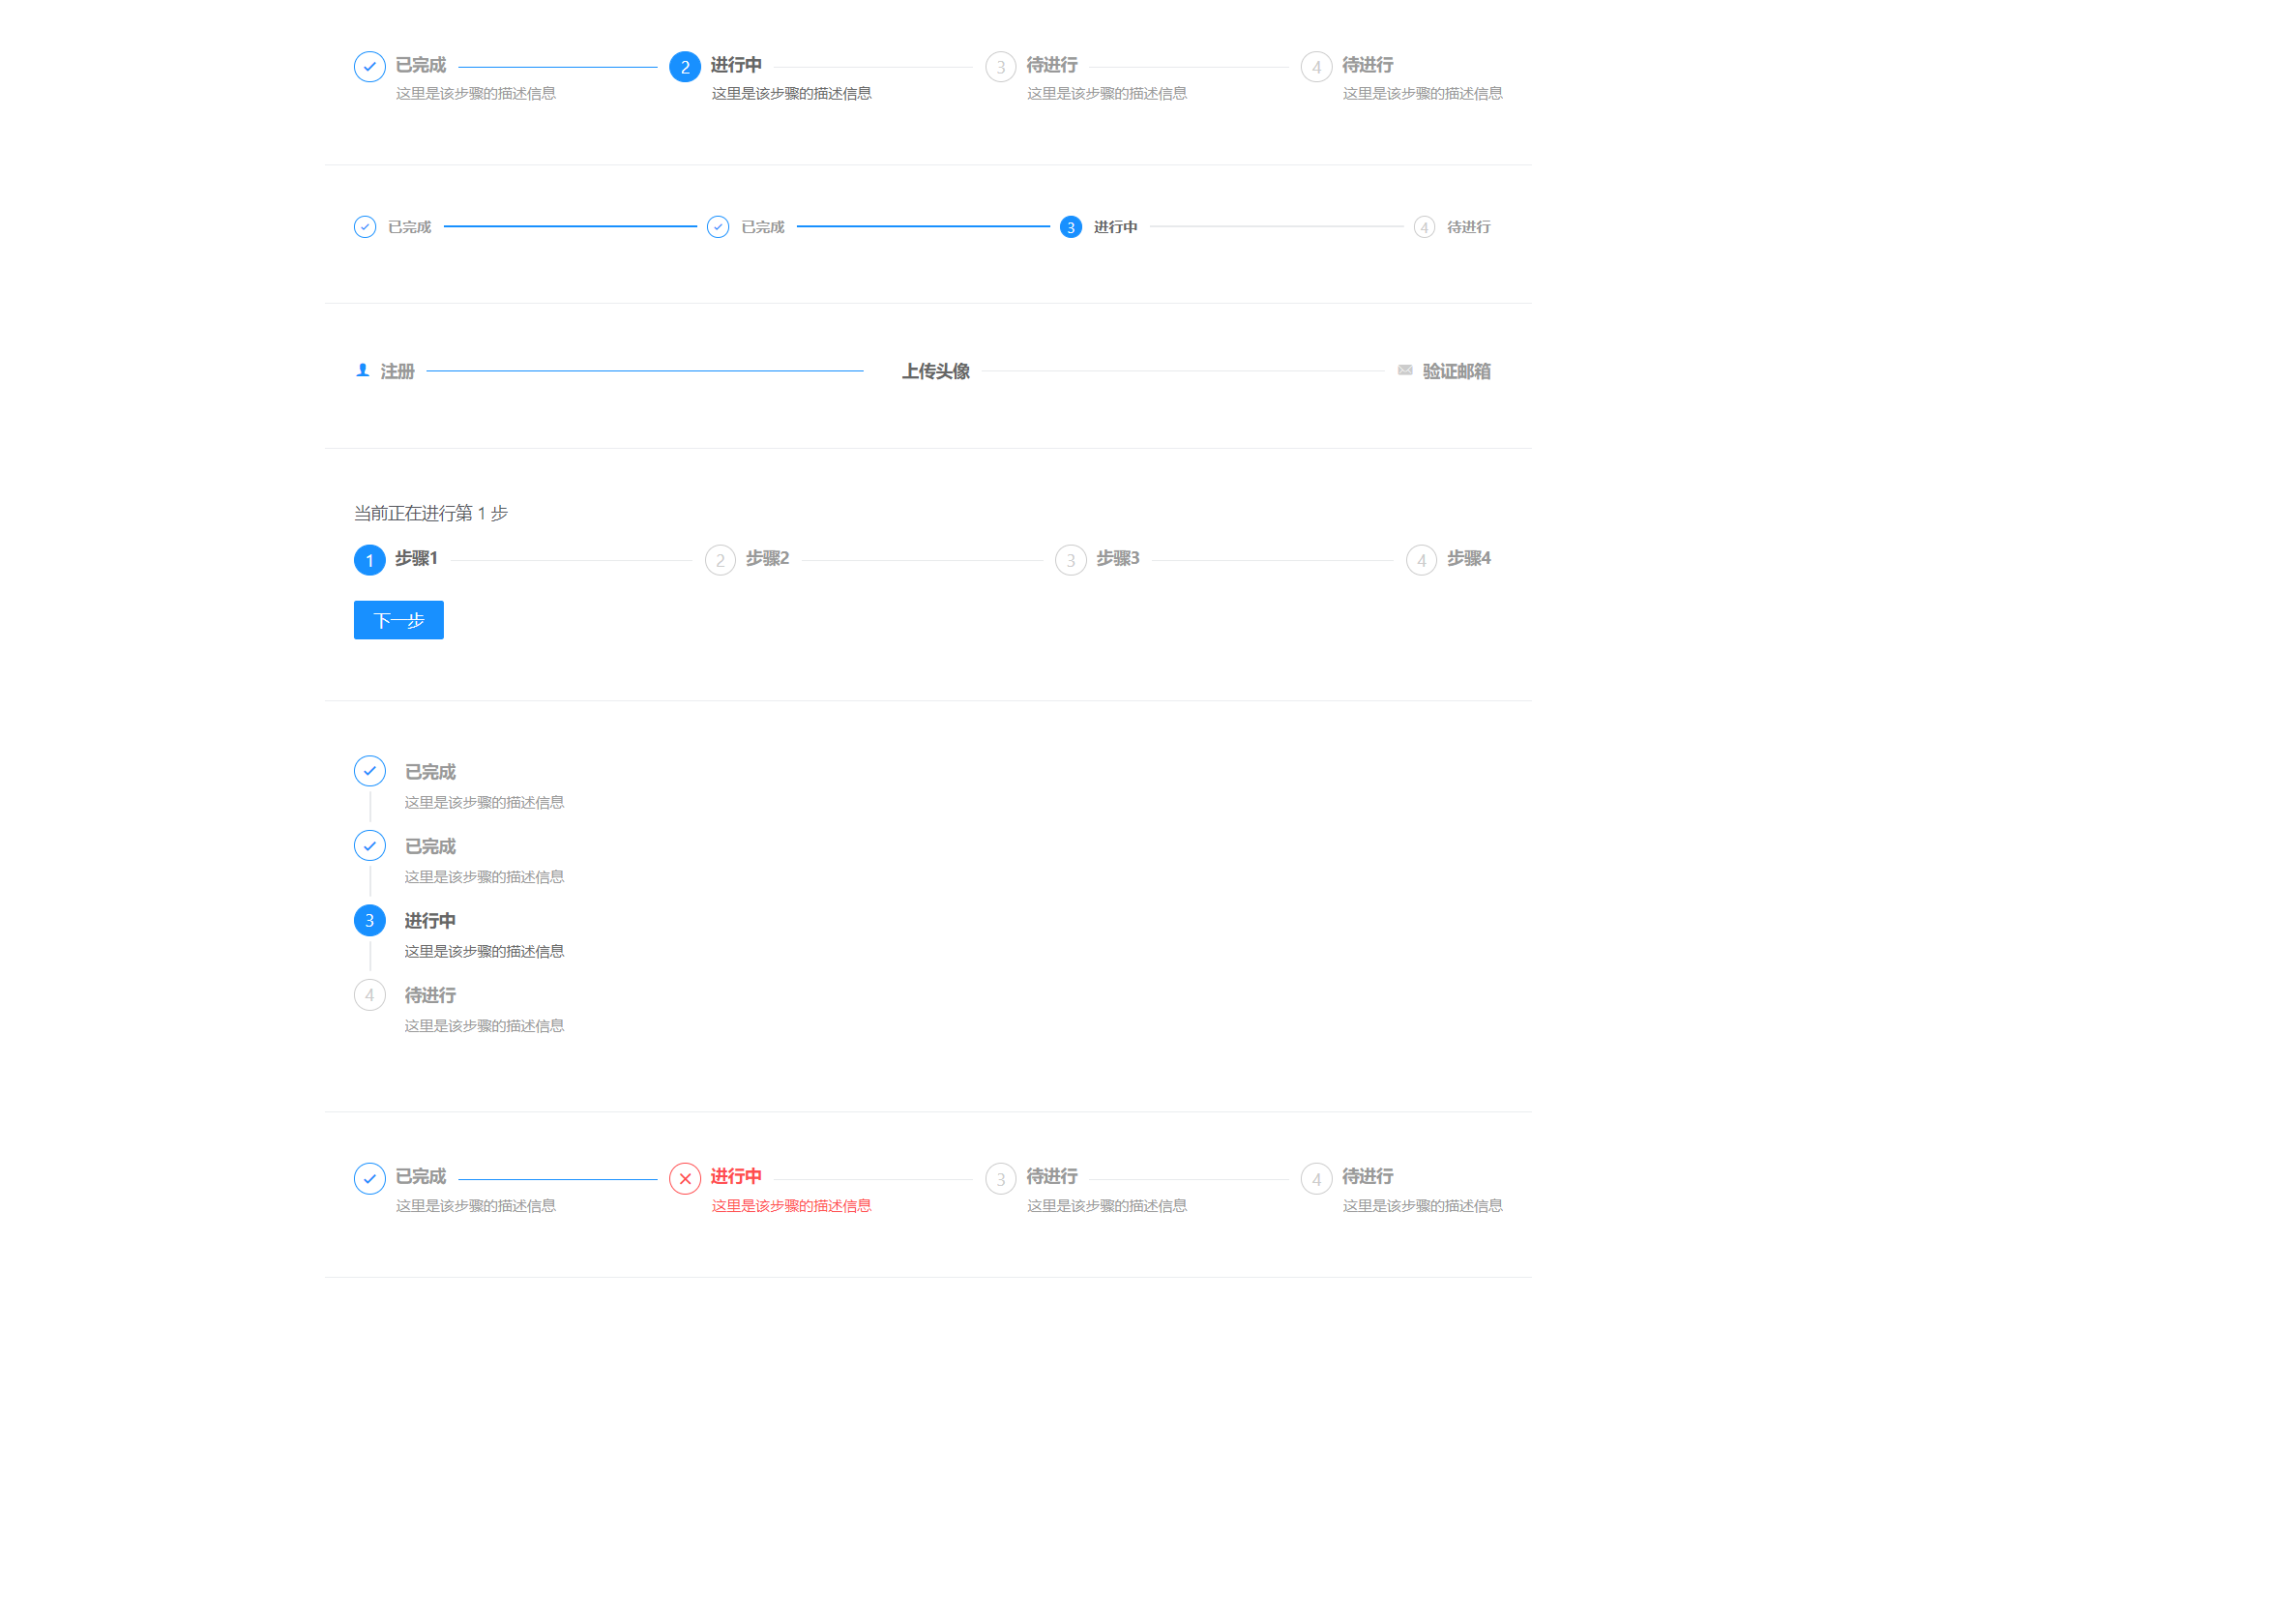 已完成 2 进行中 3 待进行 4 待进行
这里是该步骤的描述信息 这里是该步骤的描述信息 这里是该步骤的描述信息 这里是该步骤的描述信息
已完成 已完成 3 进行中 4 待进行
注册 上传头像 验证邮箱
当前正在进行第 1 步
1 步骤1 2 步骤2 3 步骤3 4 步骤4
下一步
已完成
这里是该步骤的描述信息
已完成
这里是该步骤的描述信息
3 进行中
这里是该步骤的描述信息
4 待进行
这里是该步骤的描述信息
已完成 进行中 3 待进行 4 待进行
这里是该步骤的描述信息 这里是该步骤的描述信息 这里是该步骤的描述信息 这里是该步骤的描述信息